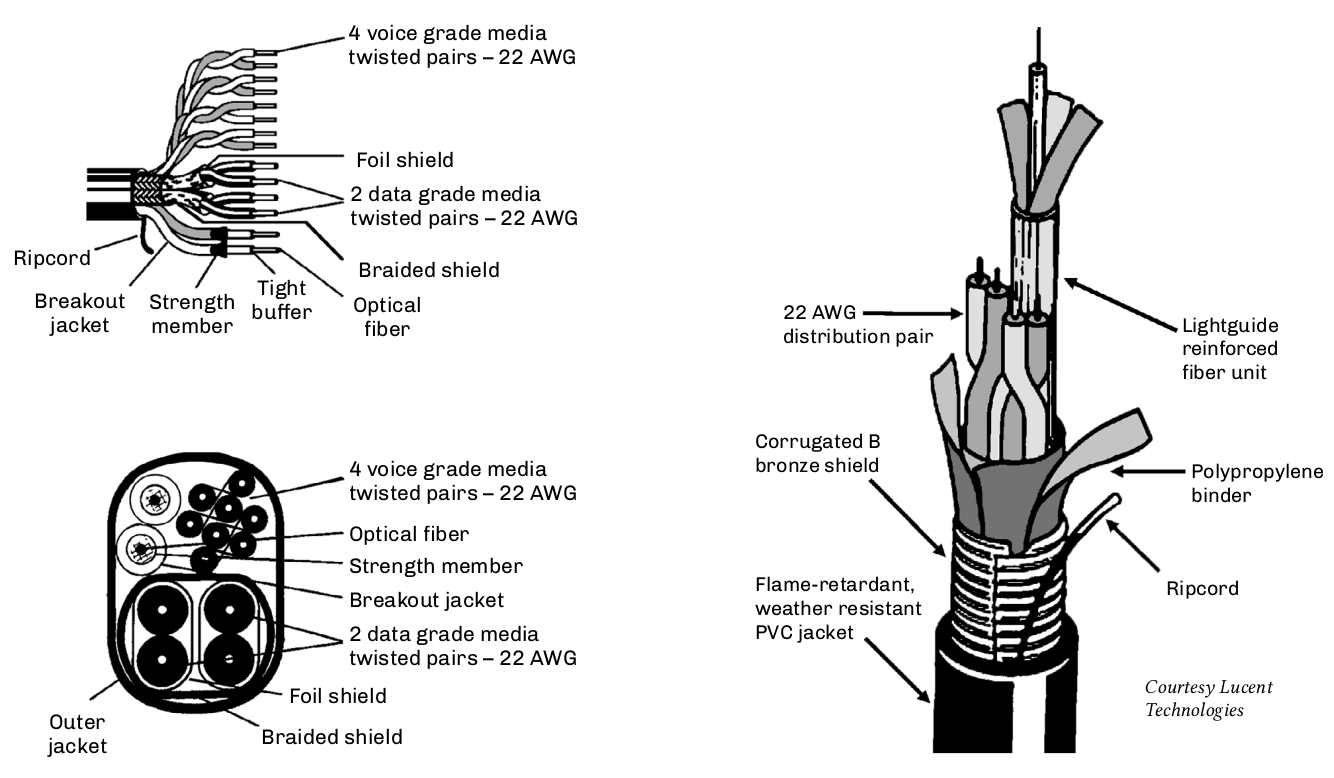 4 voice grade media
twisted pairs – 22 AWG
Foil shield
2 data grade media
twisted pairs – 22 AWG
Ripcord
Braided shield
Breakout
jacket
Strength
member
Tight
buffer
Optical
fiber
4 voice grade media
twisted pairs – 22 AWG
Optical fiber
Strength member
Breakout jacket
2 data grade media
twisted pairs – 22 AWG
Foil shield
Outer
jacket
Braided shield
22 AWG
distribution pair
Lightguide
reinforced
fiber unit
Corrugated B
bronze shield
Polypropylene
binder
Flame-retardant,
weather resistant
PVC jacket
Ripcord
Courtesy Lucent
Technologies